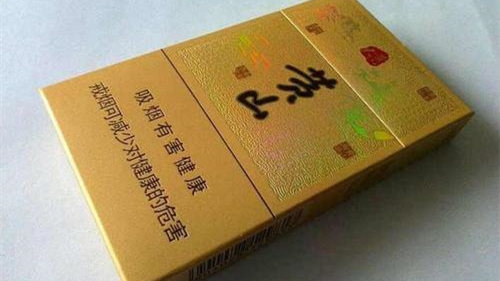 黄山
吸烟有害健康
戒烟可减少对健康的危害